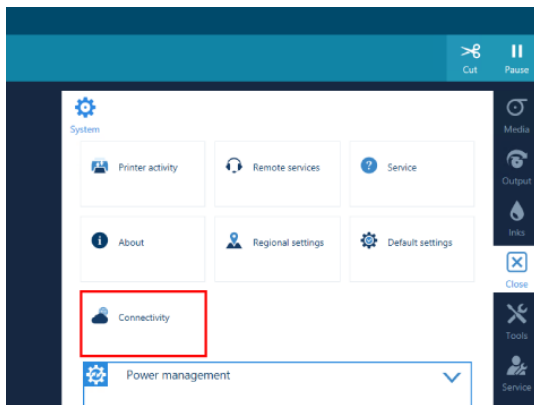 Cut
Pause
System
Media
Printer activity
Remote services
Service
Output
About
Regional settings
Default settings
Inks
Close
Connectivity
Tools
Power management
Service